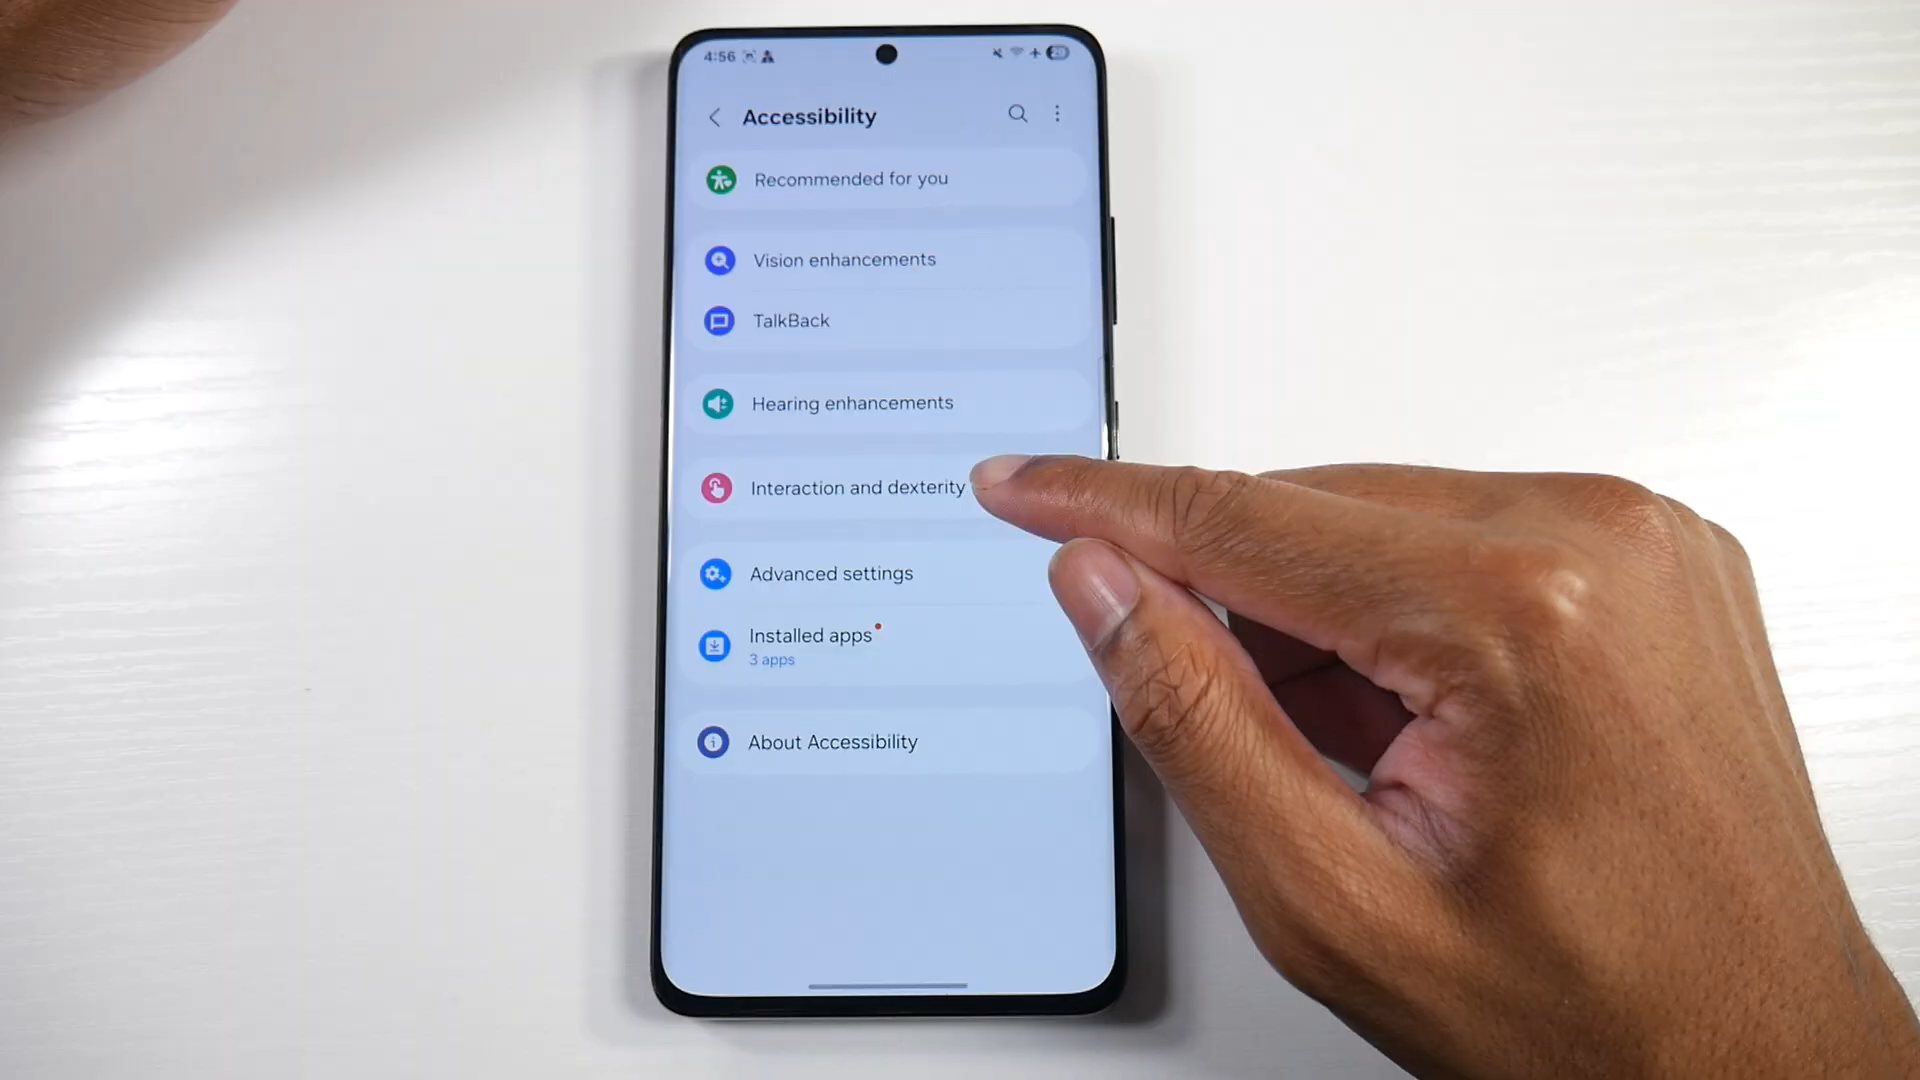 4:56
Accessibility
Recommended for you
Vision enhancements
TalkBack
Hearing enhancements
Interaction and dexterity
Advanced settings
Installed apps
3 apps
About Accessibility